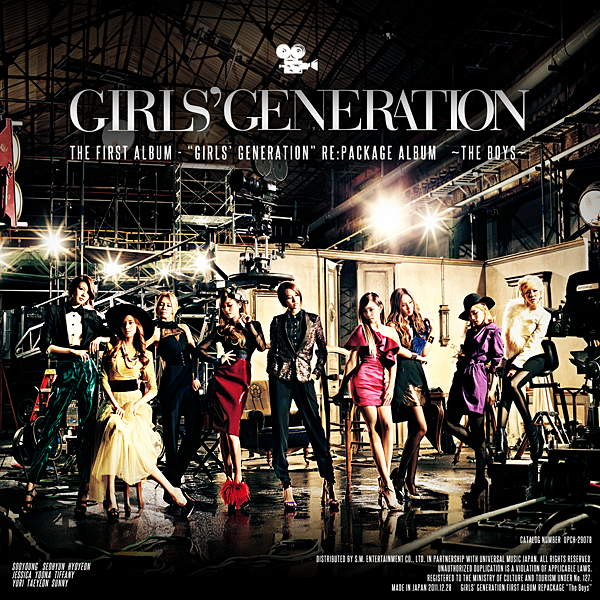 GIRLS' GENERATION
THE FIRST ALBUM - "GIRLS' GENERATION" RE:PACKAGE ALBUM ~THE BOYS~
CATALOG NUMBER: UPCH-29078
DISTRIBUTED BY S.M. ENTERTAINMENT CO., LTD. IN PARTNERSHIP WITH UNIVERSAL MUSIC JAPAN. ALL RIGHTS RESERVED.
UNAUTHORIZED DUPLICATION IS A VIOLATION OF APPLICABLE LAWS.
REGISTERED TO THE MINISTRY OF CULTURE AND TOURISM UNDER No. 127.
MADE IN JAPAN 2011.12.28 GIRLS' GENERATION FIRST ALBUM REPACKAGE "The Boys"
SOOYOUNG SEOHYUN HYOYEON
JESSICA YOONA TIFFANY
YURI TAEYEON SUNNY